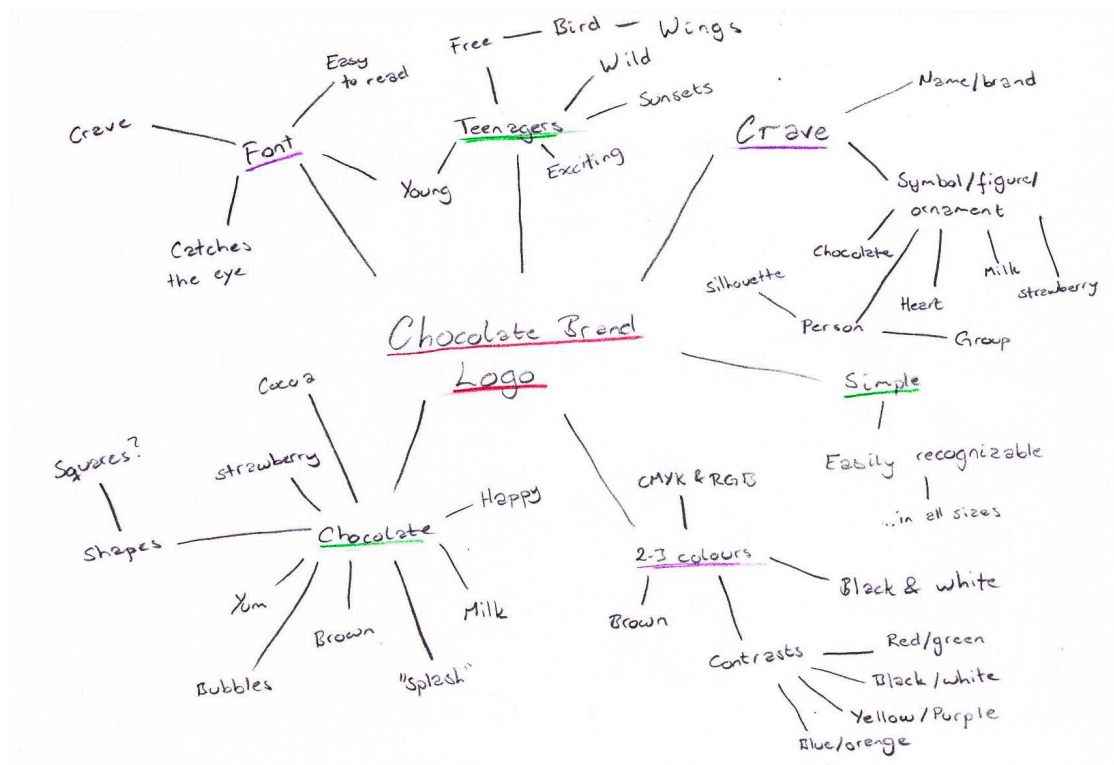 Free — Bird — Wings
Easy
to read
Wild
Sunsets
Name/brand
Crave
Font
Teenagers
Crave
Exciting
Young
Symbol/figure/
ornament
Catches
the eye
Chocolate
Milk
Strawberry
Silhouette
Heart
Person
Group
Chocolate Brand
Logo
Simple
Cocoa
Easily recognizable
...in all sizes
Squares?
Strawberry
Happy
CMYK & RGB
Shapes
Chocolate
2-3 colours
Black & white
Yum
Brown
Milk
Brown
Bubbles
"Splash"
Contrasts
Red/green
Black/white
Yellow/Purple
Blue/orange